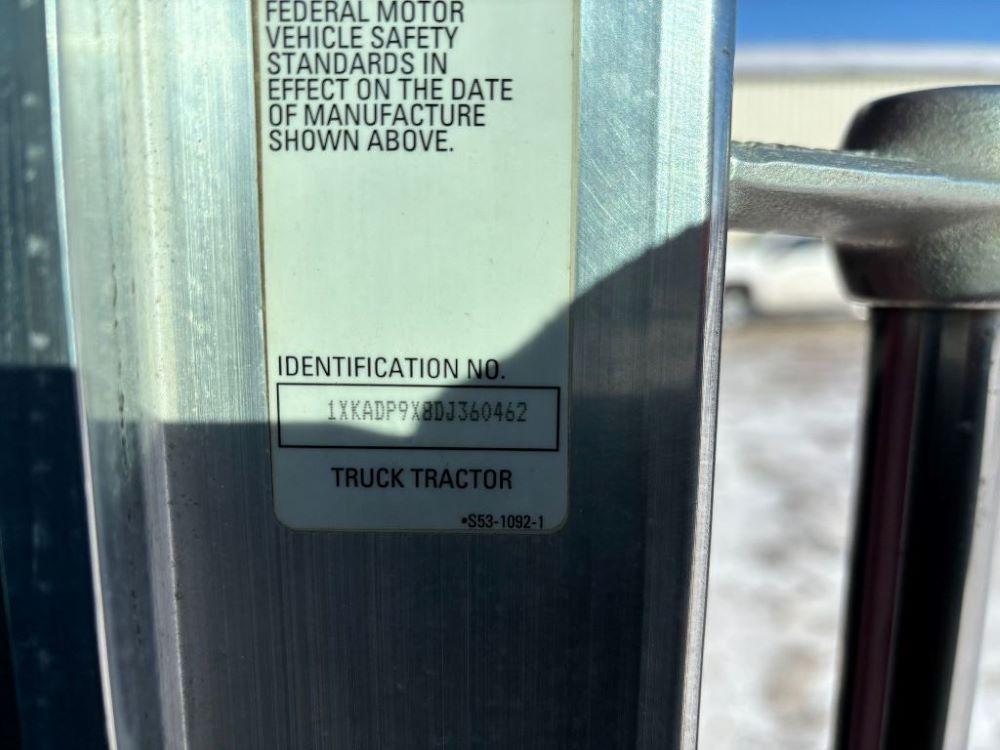 FEDERAL MOTOR
VEHICLE SAFETY
STANDARDS IN
EFFECT ON THE DATE
OF MANUFACTURE
SHOWN ABOVE.
IDENTIFICATION NO.
1XKADP9X8DJ360462
TRUCK TRACTOR
•S53-1092-1